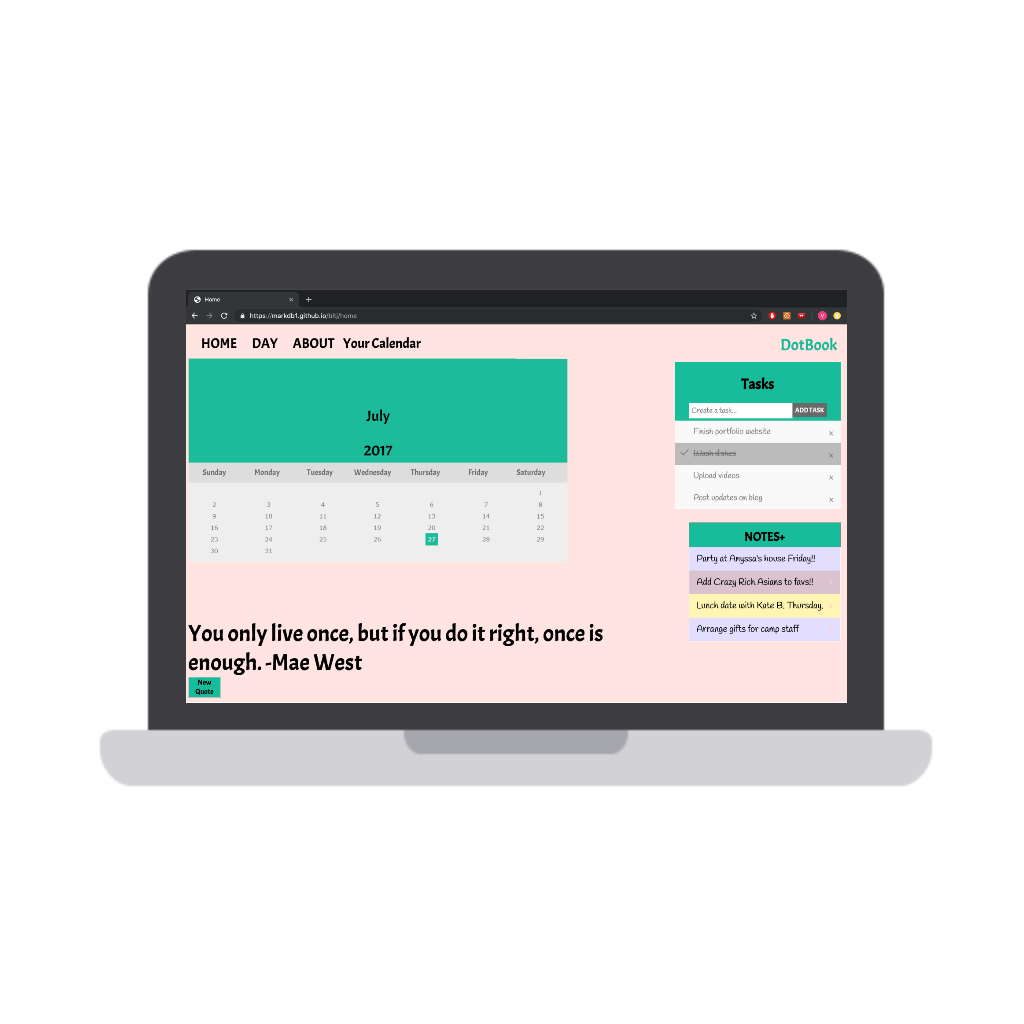 Home
https://markdb1.github.io/blt/home
HOME DAY ABOUT Your Calendar
DotBook
July
2017
Sunday Monday Tuesday Wednesday Thursday Friday Saturday
1
2 3 4 5 6 7 8
9 10 11 12 13 14 15
16 17 18 19 20 21 22
23 24 25 26 27 28 29
30 31
You only live once, but if you do it right, once is
enough. -Mae West
New
Quote
Tasks
Create a task... ADD TASK
Finish portfolio website x
Wash dishes x
Upload videos x
Post updates on blog x
NOTES+
Party at Anyssa's house Friday!!
Add Crazy Rich Asians to favs!!
Lunch date with Kate B. Thursday,
Arrange gifts for camp staff